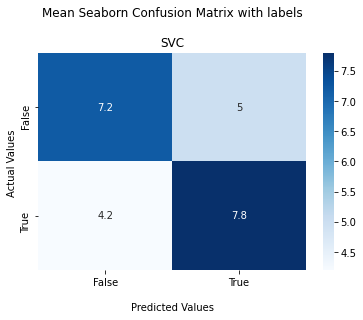 Mean Seaborn Confusion Matrix with labels
SVC
Actual Values
False
True
7.2
5
4.2
7.8
False
True
Predicted Values
7.5
7.0
6.5
6.0
5.5
5.0
4.5